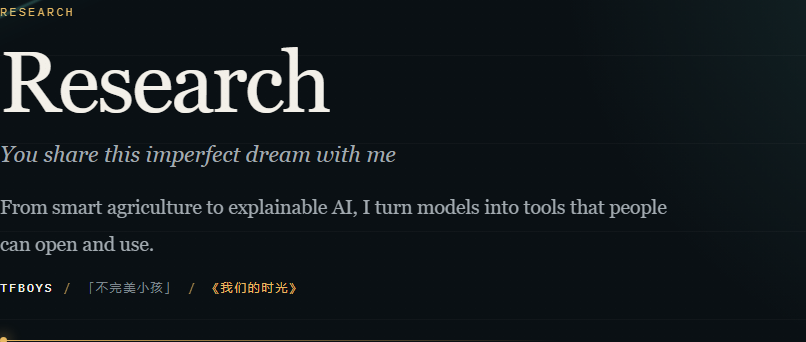 RESEARCH
Research
You share this imperfect dream with me
From smart agriculture to explainable AI, I turn models into tools that people
can open and use.
TFBOYS / 「不完美小孩」 / 《我们的时光》